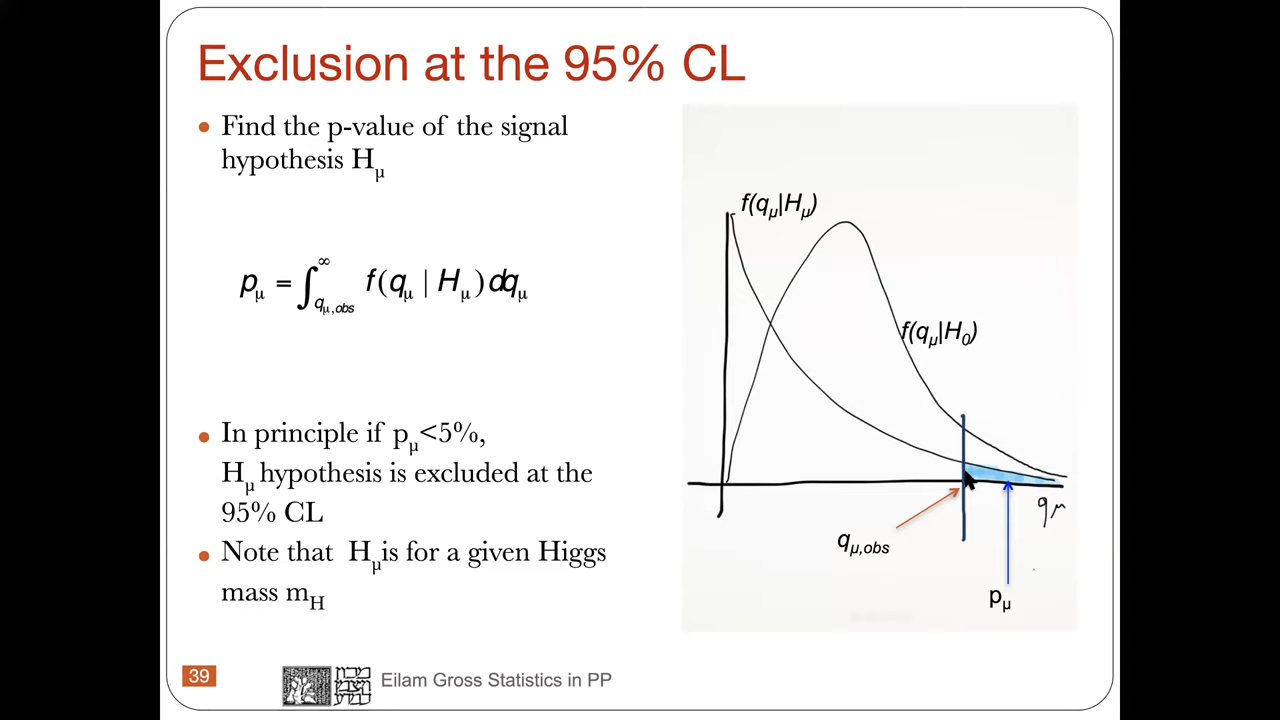 Exclusion at the 95% CL
• Find the p-value of the signal
hypothesis Hμ
pμ = ∫_{qμ,obs}^{∞} f(qμ | Hμ) dqμ
• In principle if pμ<5%,
Hμ hypothesis is excluded at the
95% CL
• Note that Hμ is for a given Higgs
mass mH
f(qμ|Hμ)
f(qμ|H0)
qμ
qμ,obs
pμ
39
Eilam Gross Statistics in PP